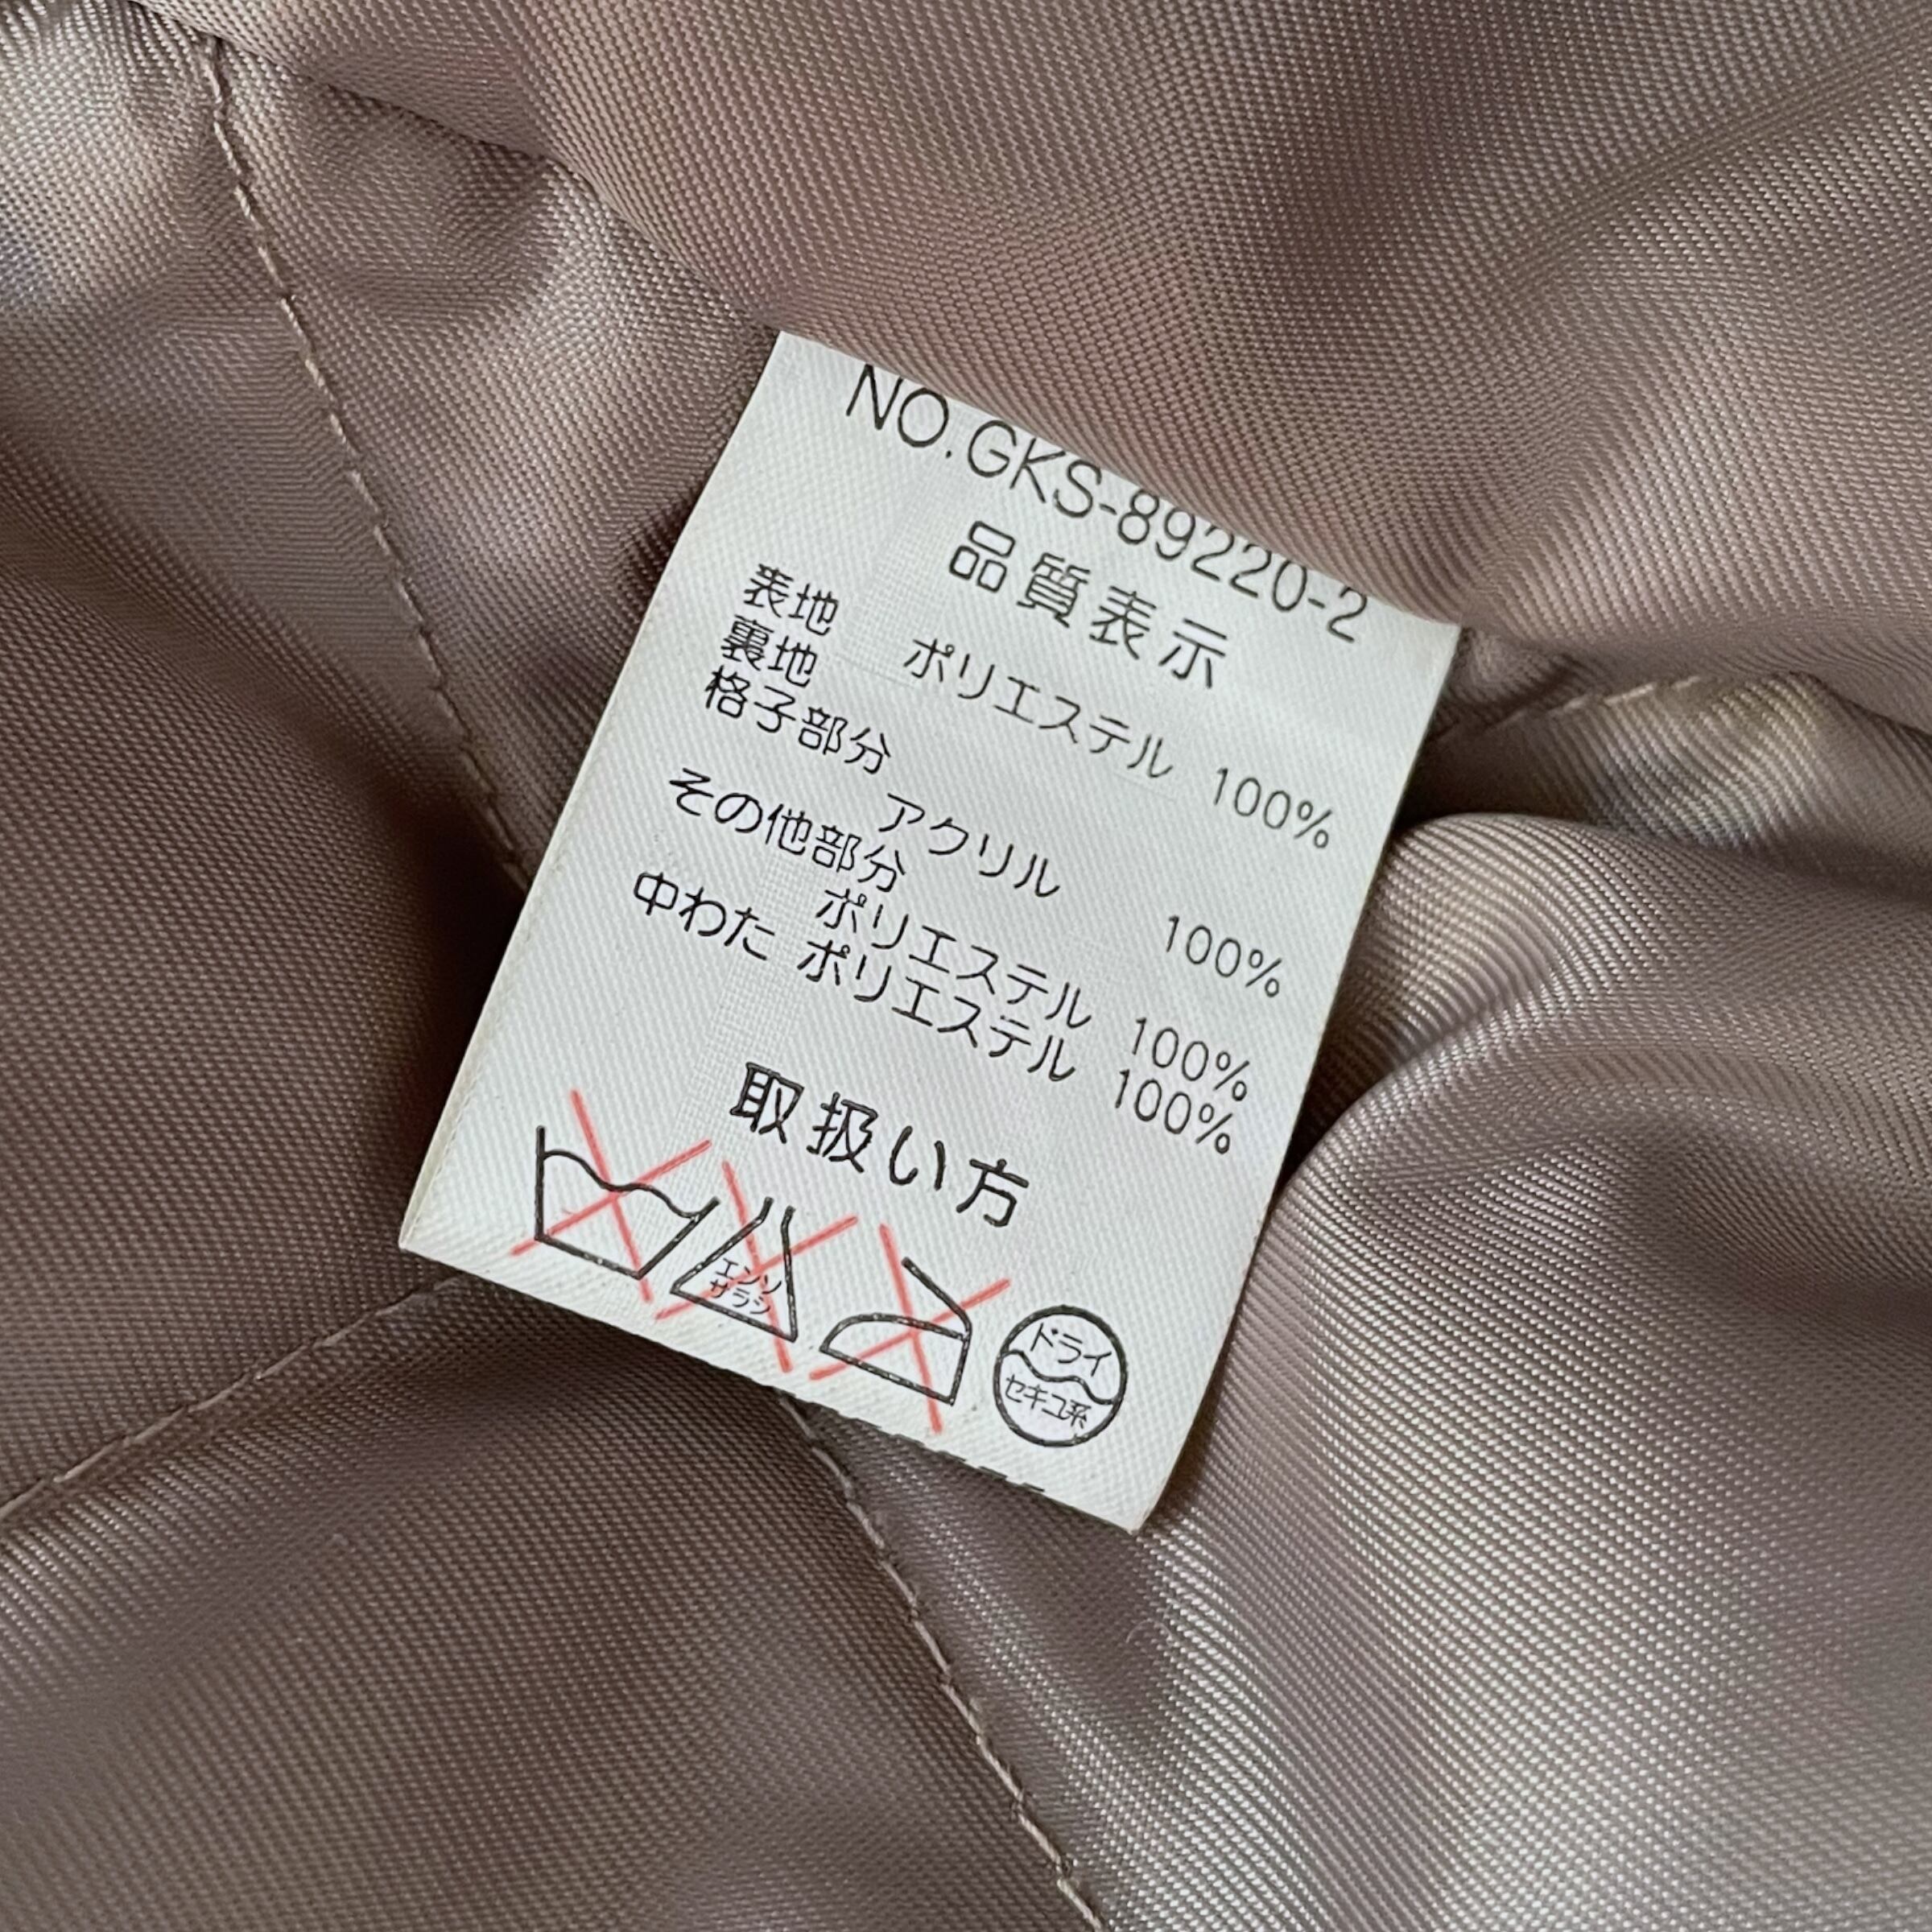 NO.GKS-89220-2
品質表示
表地 ポリエステル 100%
裏地
格子部分
アクリル 100%
その他部分
ポリエステル 100%
中わた ポリエステル 100%
取扱い方
エンソ
サラシ
ドライ
セキユ系